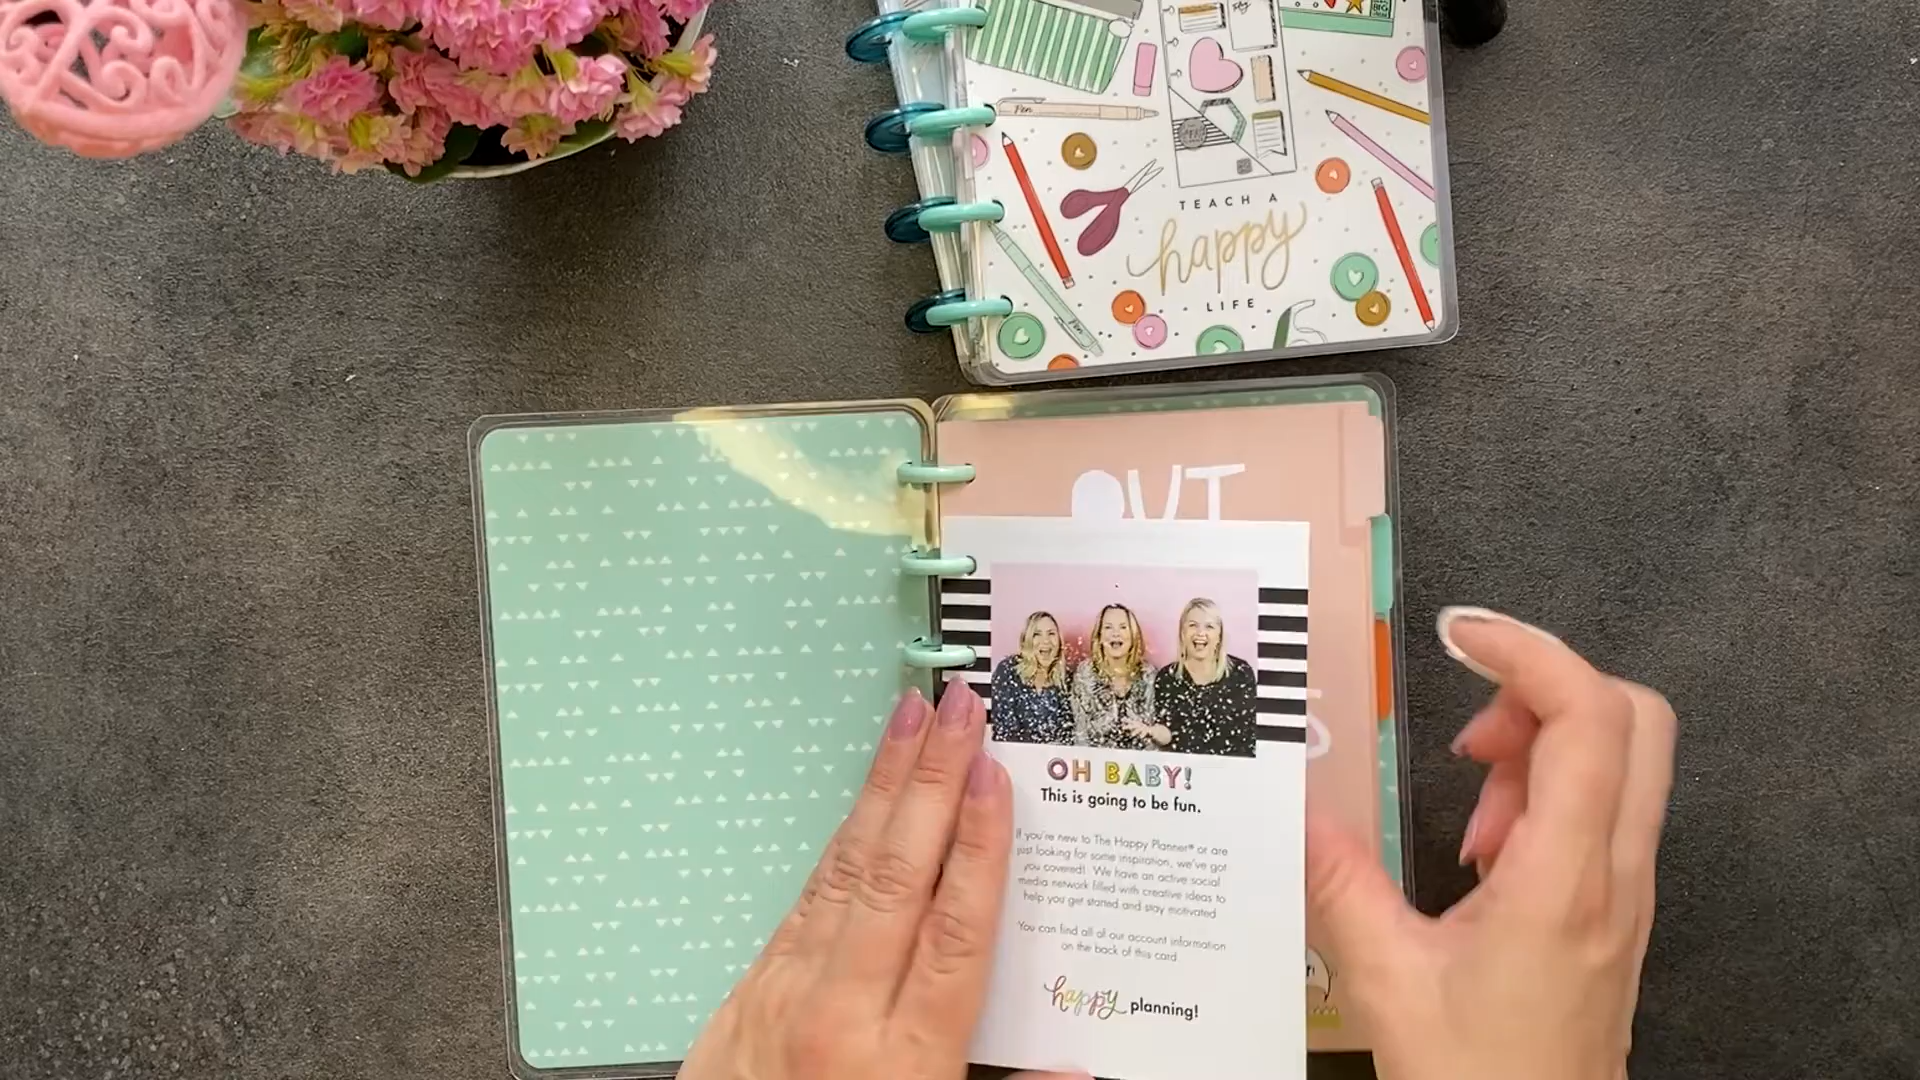 Pen
TEACH A
happy
LIFE
Pen
OUT
OH BABY!
This is going to be fun.
If you're new to The Happy Planner® or are
just looking for some inspiration, we've got
you covered! We have an active social
media network filled with creative ideas to
help you get started and stay motivated
You can find all of our account information
on the back of this card
happy planning!